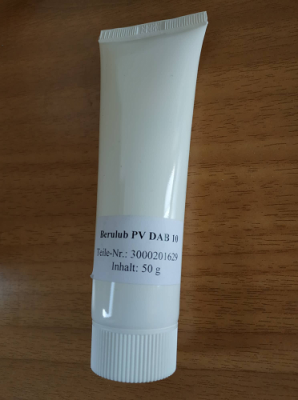 Berulub PV DAB 10
Teile-Nr.: 3000201629
Inhalt: 50 g